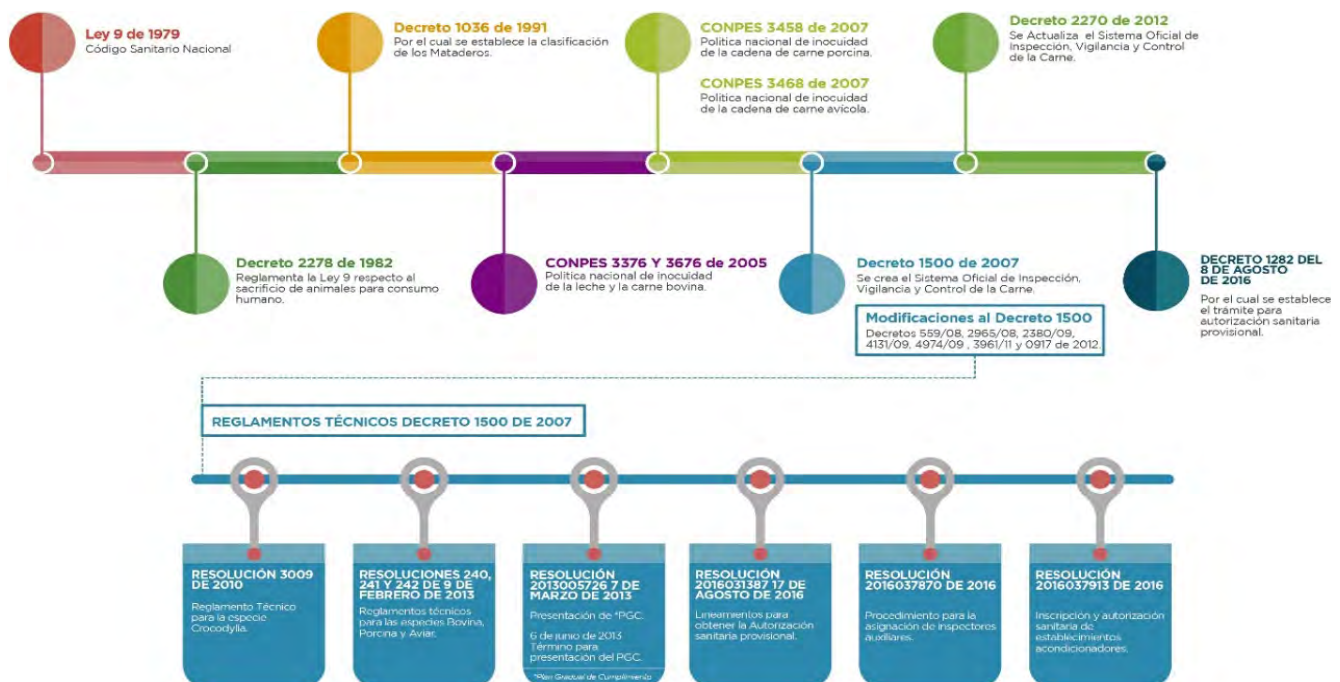 Ley 9 de 1979
Código Sanitario Nacional
Decreto 1036 de 1991
Por el cual se establece la clasificación
de los Mataderos.
CONPES 3458 de 2007
Política nacional de inocuidad
de la cadena de carne porcina.
CONPES 3468 de 2007
Política nacional de inocuidad
de la cadena de carne avícola.
Decreto 2270 de 2012
Se Actualiza el Sistema Oficial de
Inspección, Vigilancia y Control
de la Carne.
Decreto 2278 de 1982
Reglamenta la Ley 9 respecto al
sacrificio de animales para consumo
humano.
CONPES 3376 Y 3676 de 2005
Política nacional de inocuidad
de la leche y la carne bovina.
Decreto 1500 de 2007
Se crea el Sistema Oficial de Inspección,
Vigilancia y Control de la Carne.
Modificaciones al Decreto 1500
Decretos 559/08, 2965/08, 2380/09,
4131/09, 4974/09 , 3961/11 y 0917 de 2012.
DECRETO 1282 DEL
8 DE AGOSTO
DE 2016
Por el cual se establece
el trámite para
autorización sanitaria
provisional.
REGLAMENTOS TÉCNICOS DECRETO 1500 DE 2007
RESOLUCIÓN 3009
DE 2010
Reglamento Técnico
para la especie
Crocodylia.
RESOLUCIONES 240,
241 Y 242 DE 9 DE
FEBRERO DE 2013
Reglamentos técnicos
para las especies Bovina,
Porcina y Aviar.
RESOLUCIÓN
2013005726 7 DE
MARZO DE 2013
Presentación de *PGC.
6 de junio de 2013
Término para
presentación del PGC.
*Plan Gradual de Cumplimiento
RESOLUCIÓN
2016031387 17 DE
AGOSTO DE 2016
Lineamientos para
obtener la Autorización
sanitaria provisional.
RESOLUCIÓN
2016037870 DE 2016
Procedimiento para la
asignación de inspectores
auxiliares.
RESOLUCIÓN
2016037913 DE 2016
Inscripción y autorización
sanitaria de
establecimientos
acondicionadores.